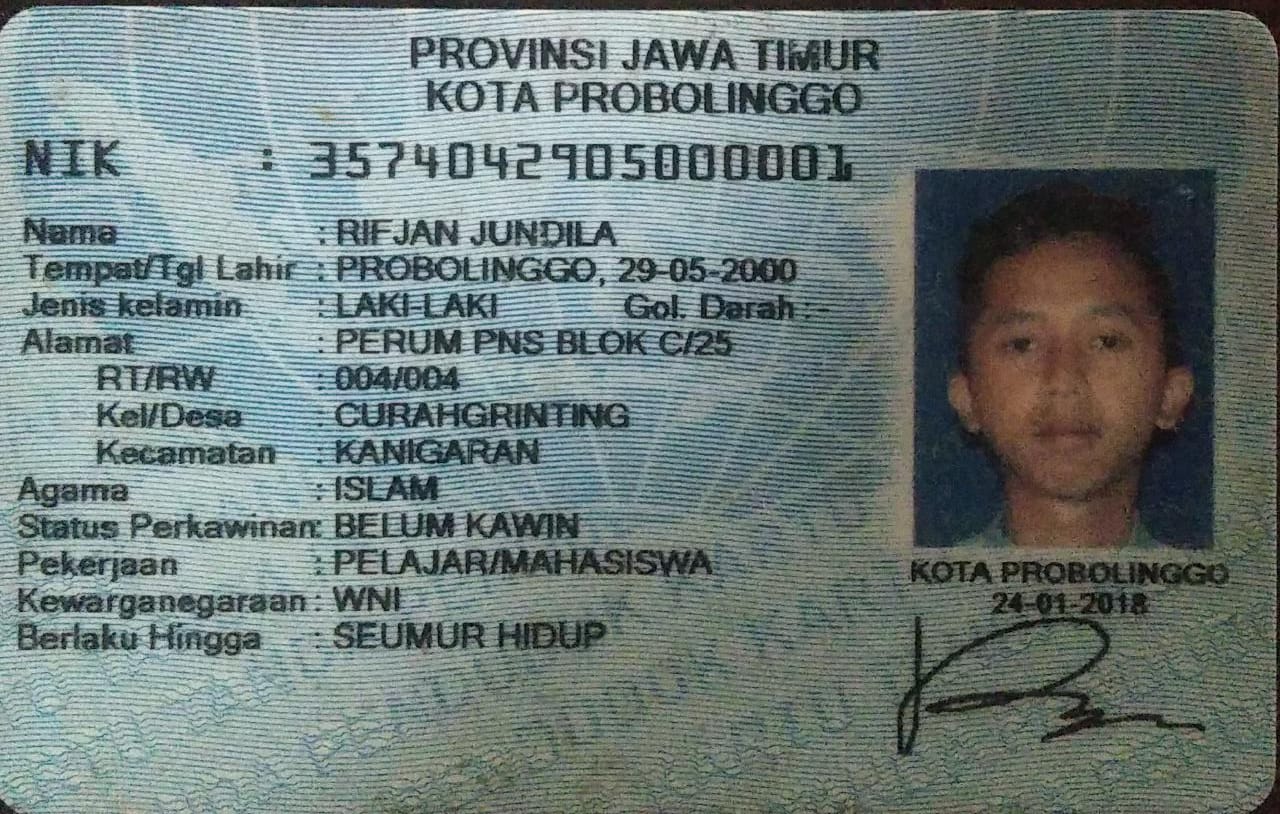 PROVINSI JAWA TIMUR
KOTA PROBOLINGGO
NIK : 3574042905000001
Nama : RIFJAN JUNDILA
Tempat/Tgl Lahir : PROBOLINGGO, 29-05-2000
Jenis kelamin : LAKI-LAKI Gol. Darah : -
Alamat : PERUM PNS BLOK C/25
RT/RW : 004/004
Kel/Desa : CURAHGRINTING
Kecamatan : KANIGARAN
Agama : ISLAM
Status Perkawinan: BELUM KAWIN
Pekerjaan : PELAJAR/MAHASISWA
Kewarganegaraan : WNI
Berlaku Hingga : SEUMUR HIDUP
KOTA PROBOLINGGO
24-01-2018